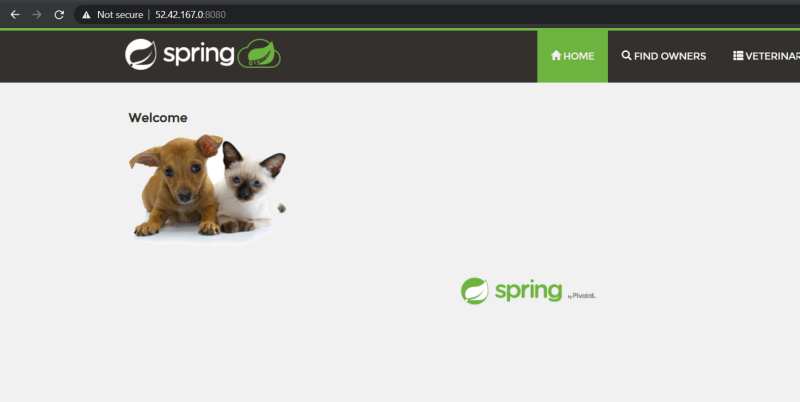 Not secure | 52.42.167.0:8080
spring
HOME
FIND OWNERS
VETERINAR
Welcome
spring by Pivotal.